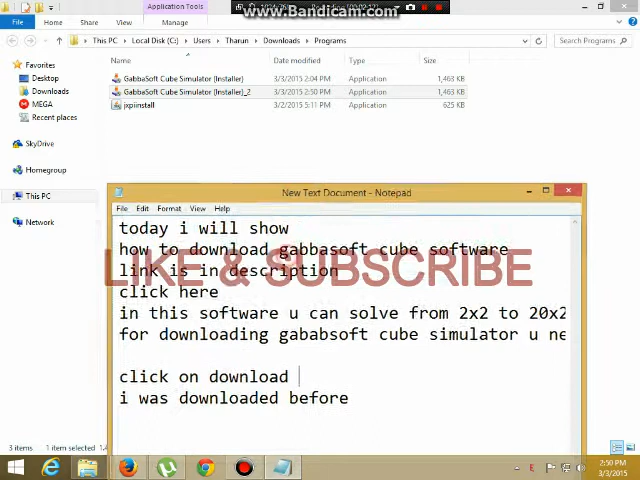 Application Tools
www.Bandicam.com
File
Home
Share
View
Manage
This PC
Local Disk (C:)
Users
Tharun
Downloads
Programs
Search Programs
Favorites
Desktop
Downloads
MEGA
Recent places
SkyDrive
Homegroup
This PC
Network
Name
Date modified
Type
Size
GabbaSoft Cube Simulator (Installer)
3/3/2015 2:04 PM
Application
1,463 KB
GabbaSoft Cube Simulator (Installer)_2
3/3/2015 2:50 PM
Application
1,463 KB
jxpiinstall
3/2/2015 5:11 PM
Application
625 KB
New Text Document - Notepad
File Edit Format View Help
today i will show
how to download gabbasoft cube software
link is in description
LIKE & SUBSCRIBE
click here
in this software u can solve from 2x2 to 20x2
for downloading gababsoft cube simulator u ne
click on download
i was downloaded before
3 items
1 item selected
2:50 PM
3/3/2015